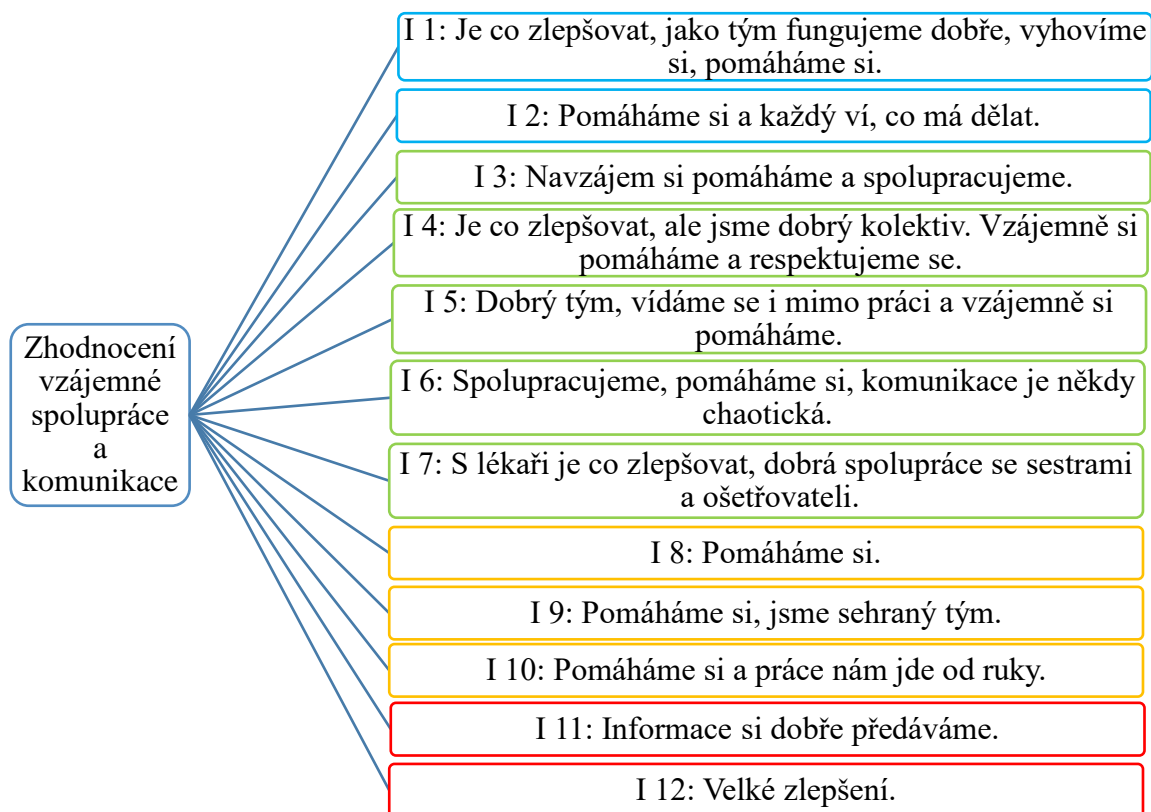 Zhodnocení
vzájemné
spolupráce
a
komunikace
I 1: Je co zlepšovat, jako tým fungujeme dobře, vyhovíme
si, pomáháme si.
I 2: Pomáháme si a každý ví, co má dělat.
I 3: Navzájem si pomáháme a spolupracujeme.
I 4: Je co zlepšovat, ale jsme dobrý kolektiv. Vzájemně si
pomáháme a respektujeme se.
I 5: Dobrý tým, vídáme se i mimo práci a vzájemně si
pomáháme.
I 6: Spolupracujeme, pomáháme si, komunikace je někdy
chaotická.
I 7: S lékaři je co zlepšovat, dobrá spolupráce se sestrami
a ošetřovateli.
I 8: Pomáháme si.
I 9: Pomáháme si, jsme sehraný tým.
I 10: Pomáháme si a práce nám jde od ruky.
I 11: Informace si dobře předáváme.
I 12: Velké zlepšení.